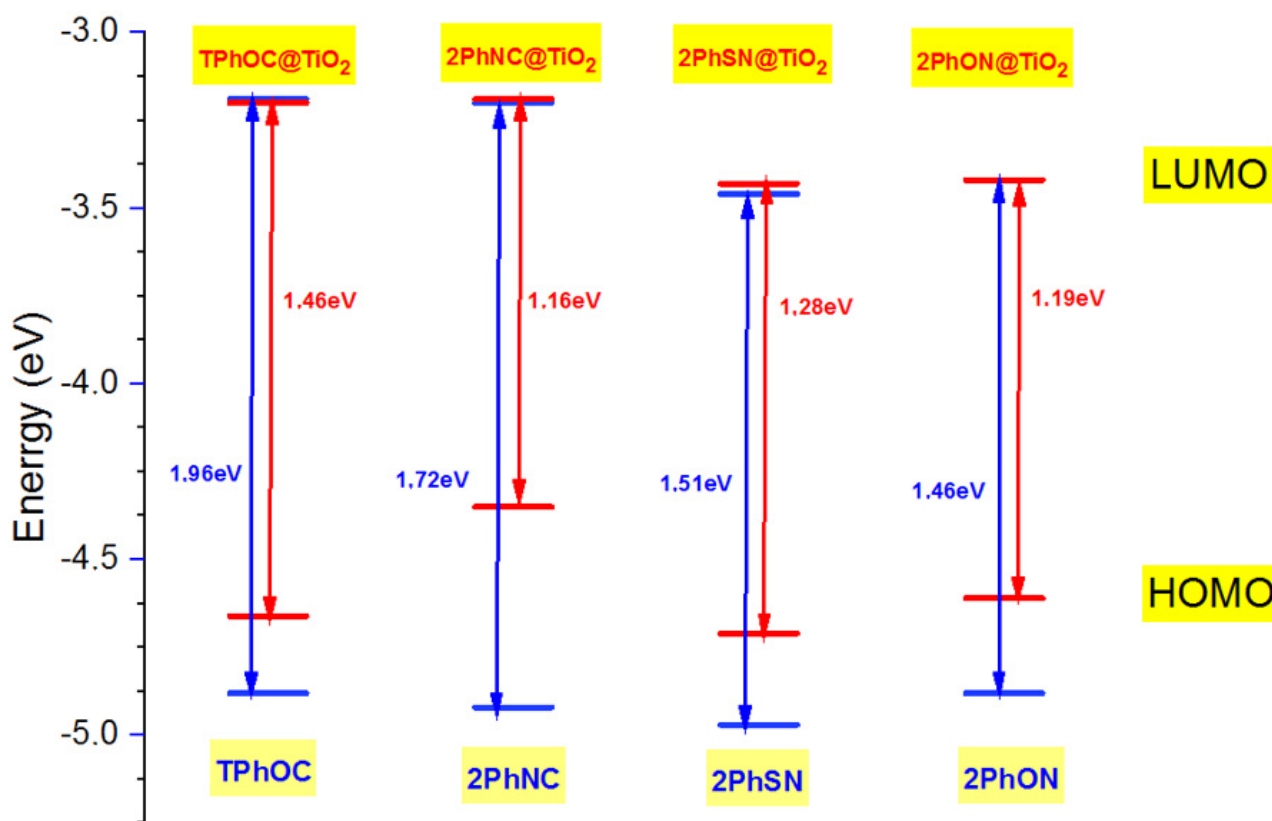 TPhOC@TiO₂
2PhNC@TiO₂
2PhSN@TiO₂
2PhON@TiO₂
LUMO
HOMO
Enerrgy (eV)
-3.0
-3.5
-4.0
-4.5
-5.0
1.46eV
1.16eV
1.28eV
1.19eV
1.96eV
1.72eV
1.51eV
1.46eV
TPhOC
2PhNC
2PhSN
2PhON